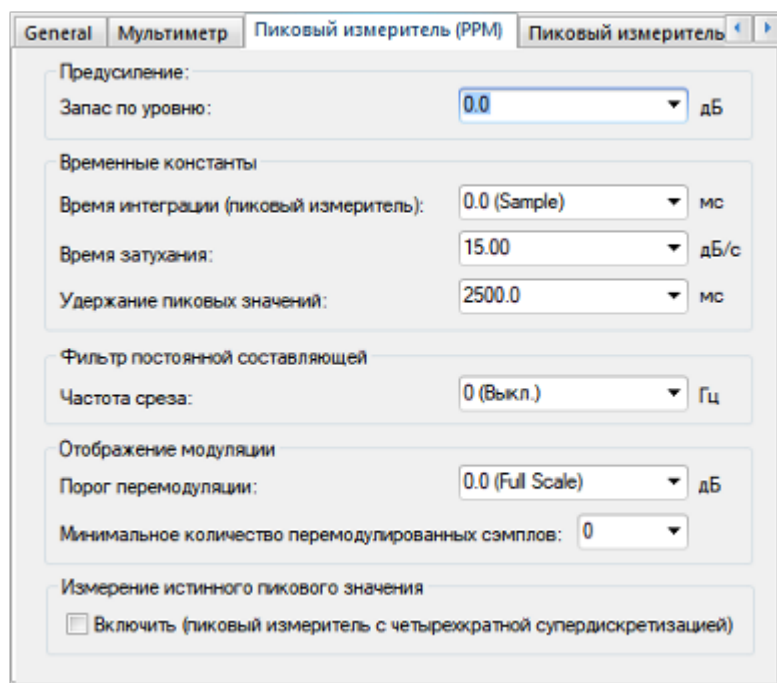 General Мультиметр Пиковый измеритель (PPM) Пиковый измеритель
Предусиление:
Запас по уровню: 0.0 дБ
Временные константы
Время интеграции (пиковый измеритель): 0.0 (Sample) мс
Время затухания: 15.00 дБ/с
Удержание пиковых значений: 2500.0 мс
Фильтр постоянной составляющей
Частота среза: 0 (Выкл.) Гц
Отображение модуляции
Порог перемодуляции: 0.0 (Full Scale) дБ
Минимальное количество перемодулированных сэмплов: 0
Измерение истинного пикового значения
Включить (пиковый измеритель с четырехкратной супердискретизацией)